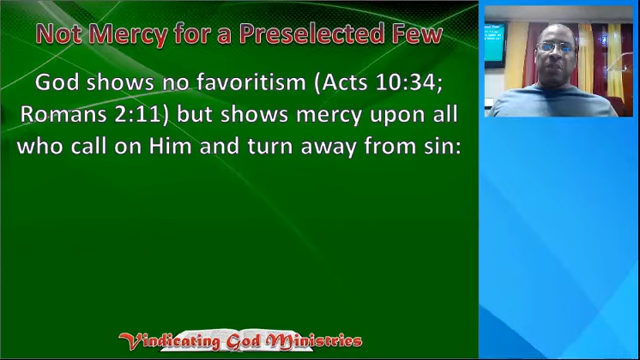 Not Mercy for a Preselected Few
God shows no favoritism (Acts 10:34;
Romans 2:11) but shows mercy upon all
who call on Him and turn away from sin:
Vindicating God Ministries